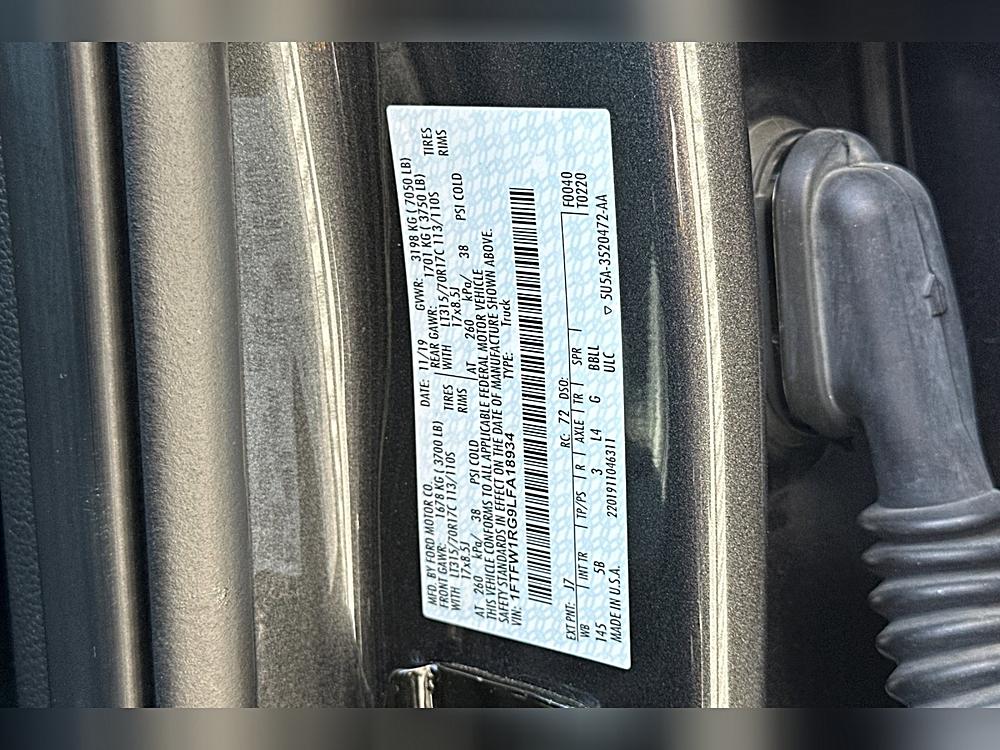 MFD. BY FORD MOTOR CO. DATE: 11/19 GVWR: 3198 KG ( 7050 LB)
FRONT GAWR: 1678 KG ( 3700 LB) REAR GAWR: 1701 KG ( 3750 LB)
WITH LT315/70R17C 113/110S TIRES WITH LT315/70R17C 113/110S TIRES
17x8.5J RIMS 17x8.5J RIMS
AT 260 kPa/ 38 PSI COLD AT 260 kPa/ 38 PSI COLD
THIS VEHICLE CONFORMS TO ALL APPLICABLE FEDERAL MOTOR VEHICLE
SAFETY STANDARDS IN EFFECT ON THE DATE OF MANUFACTURE SHOWN ABOVE.
VIN: 1FTFW1RG9LFA18934 TYPE: Truck
EXT PNT: J7 RC: 72 DSO: F0040
WB INT TR TP/PS R AXLE TR SPR T0220
145 5B 3 L4 G BBLL
MADE IN U.S.A. 220191104631 1 ULC ▽ 5U5A-3520472-AA